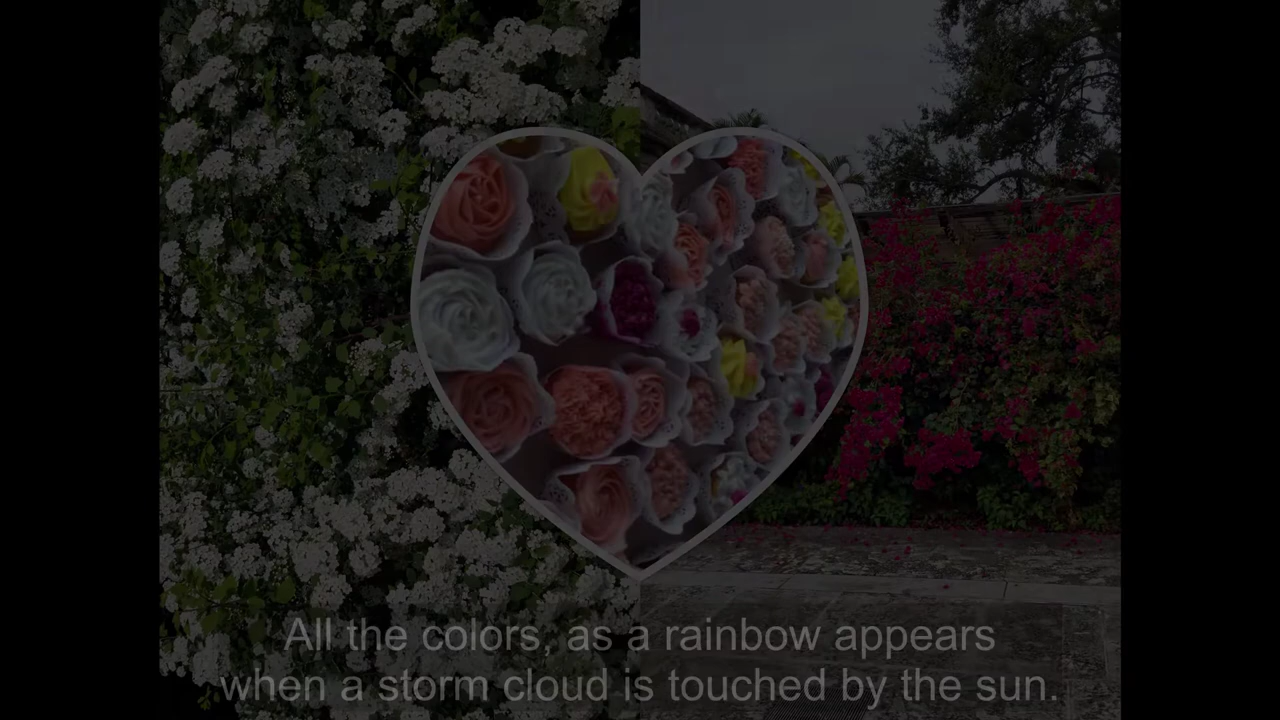 All the colors, as a rainbow appears
when a storm cloud is touched by the sun.